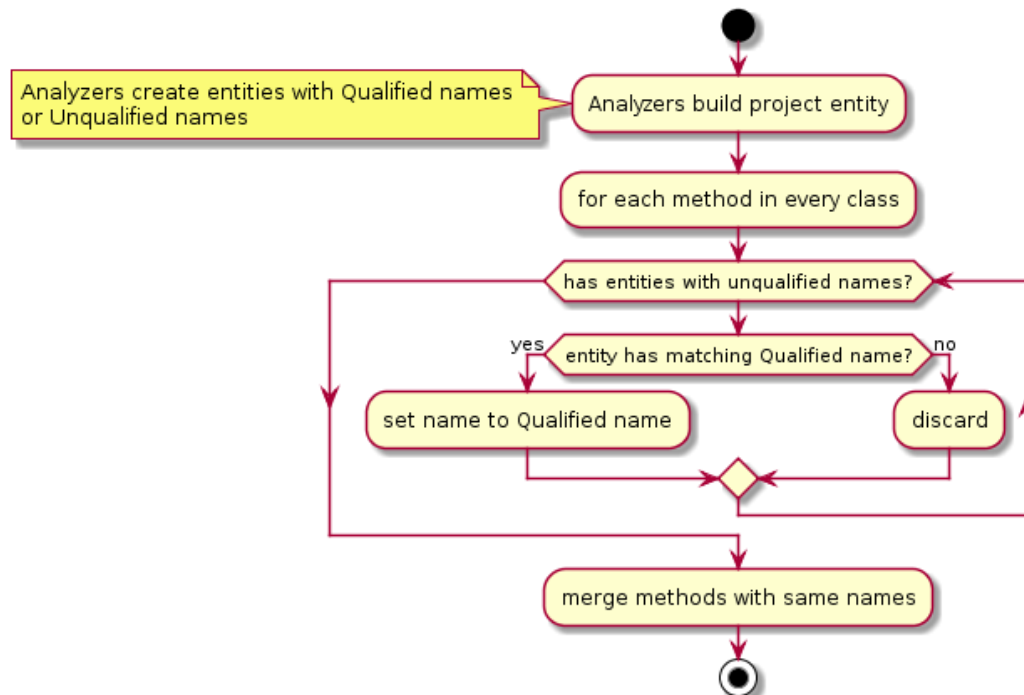 Analyzers create entities with Qualified names
or Unqualified names
Analyzers build project entity
for each method in every class
has entities with unqualified names?
yes
entity has matching Qualified name?
no
set name to Qualified name
discard
merge methods with same names